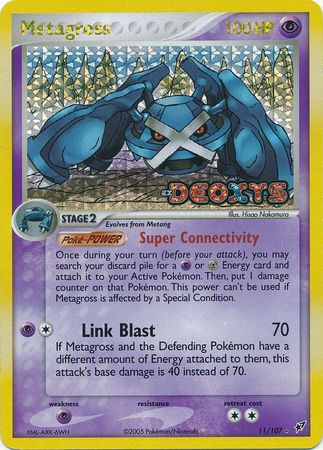 Metagross 100 HP
DEOXYS
Illus. Hisao Nakamura
STAGE 2
Evolves from Metang
Poké-POWER Super Connectivity
Once during your turn (before your attack), you may
search your discard pile for a or Energy card and
attach it to your Active Pokémon. Then, put 1
damage counter on that Pokémon. This power can't be used if
Metagross is affected by a Special Condition.
Link Blast 70
If Metagross and the Defending Pokémon have a
different amount of Energy attached to them, this
attack's base damage is 40 instead of 70.
weakness resistance retreat cost
XML-AXK-6WH ©2005 Pokémon/Nintendo 11/107